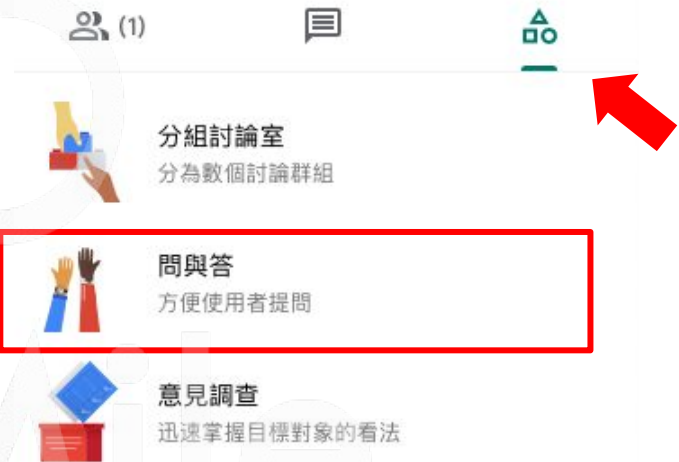 (1)
分組討論室
分為數個討論群組
問與答
方便使用者提問
意見調查
迅速掌握目標對象的看法